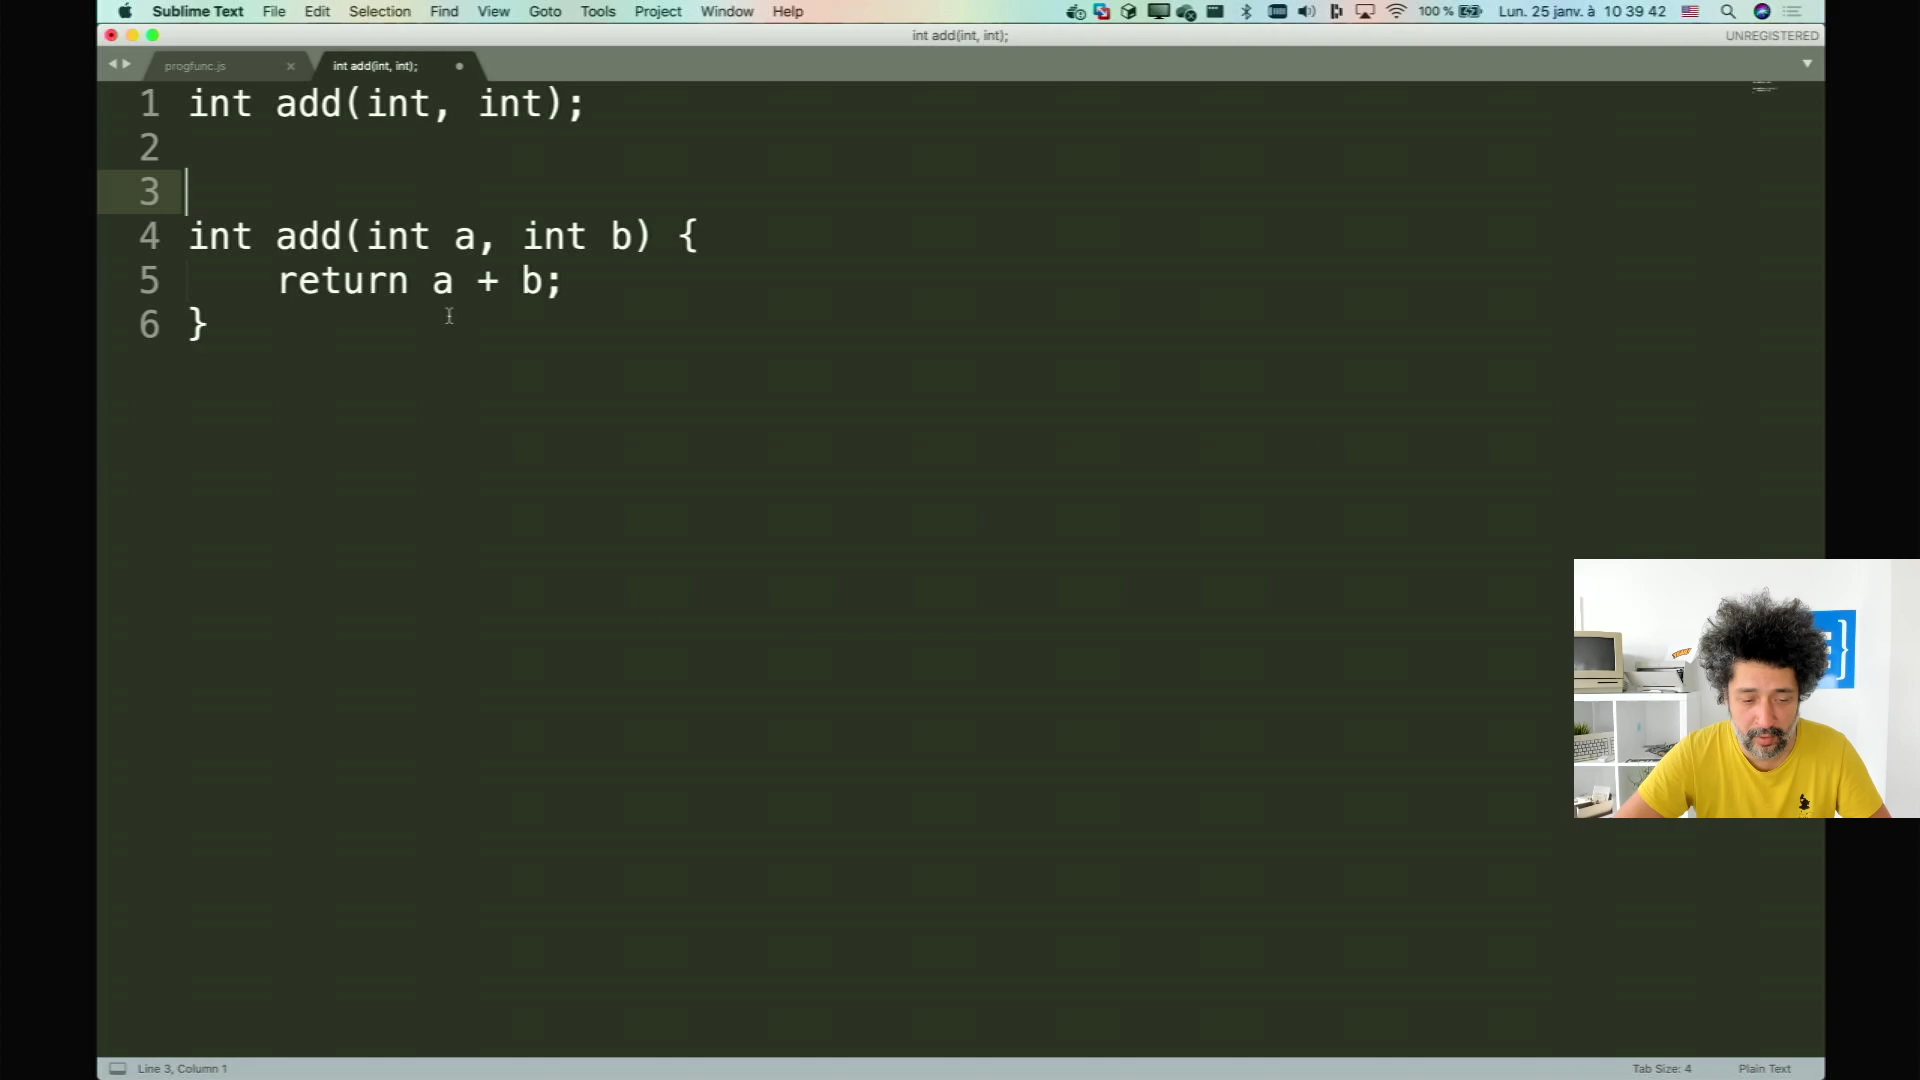 Sublime Text File Edit Selection Find View Goto Tools Project Window Help 100 % Lun. 25 janv. à 10 39 42
int add(int, int); UNREGISTERED
progfunc.js int add(int, int);
1 int add(int, int);
2
3
4 int add(int a, int b) {
5 return a + b;
6 }
E}
Line 3, Column 1 Tab Size: 4 Plain Text